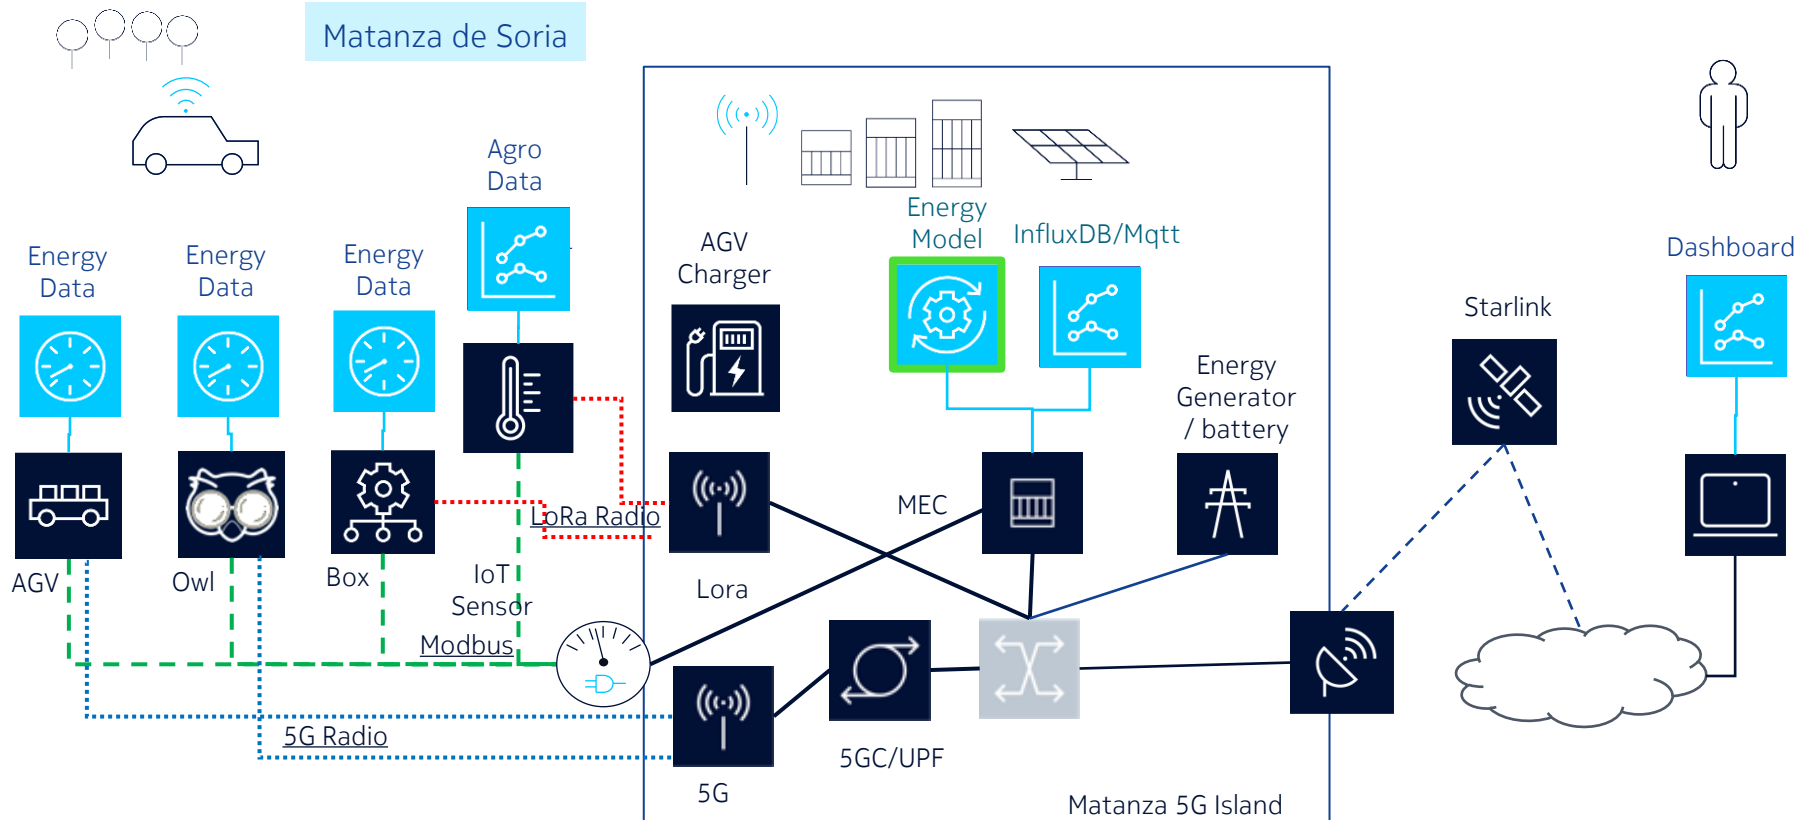 Matanza de Soria
Agro
Data
Energy
Data
Energy
Data
Energy
Data
AGV
Charger
Energy
Model
InfluxDB/Mqtt
Dashboard
Starlink
Energy
Generator
/ battery
MEC
LoRa Radio
AGV
Owl
Box
IoT
Sensor
Lora
Modbus
5G Radio
5GC/UPF
5G
Matanza 5G Island